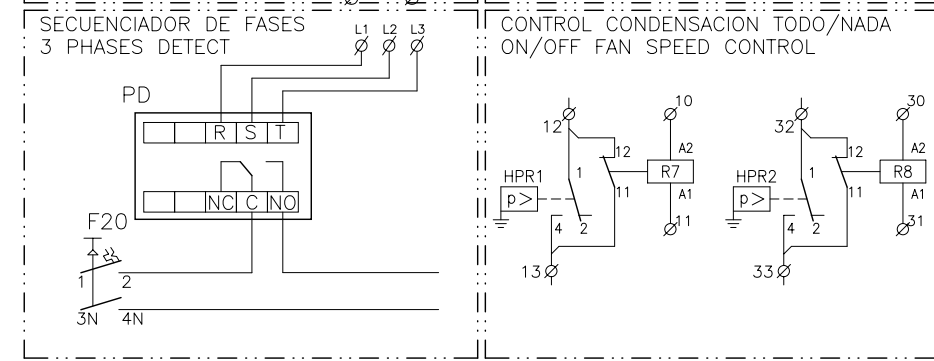 SECUENCIADOR DE FASES
3 PHASES DETECT
L1 L2 L3
PD
R S T
NC C NO
F20
1 2
3N 4N
CONTROL CONDENSACION TODO/NADA
ON/OFF FAN SPEED CONTROL
10
12
12
A2
1
R7
HPR1
p>
11
A1
4 2
11
13
30
32
12
A2
1
R8
HPR2
p>
11
A1
4 2
31
33